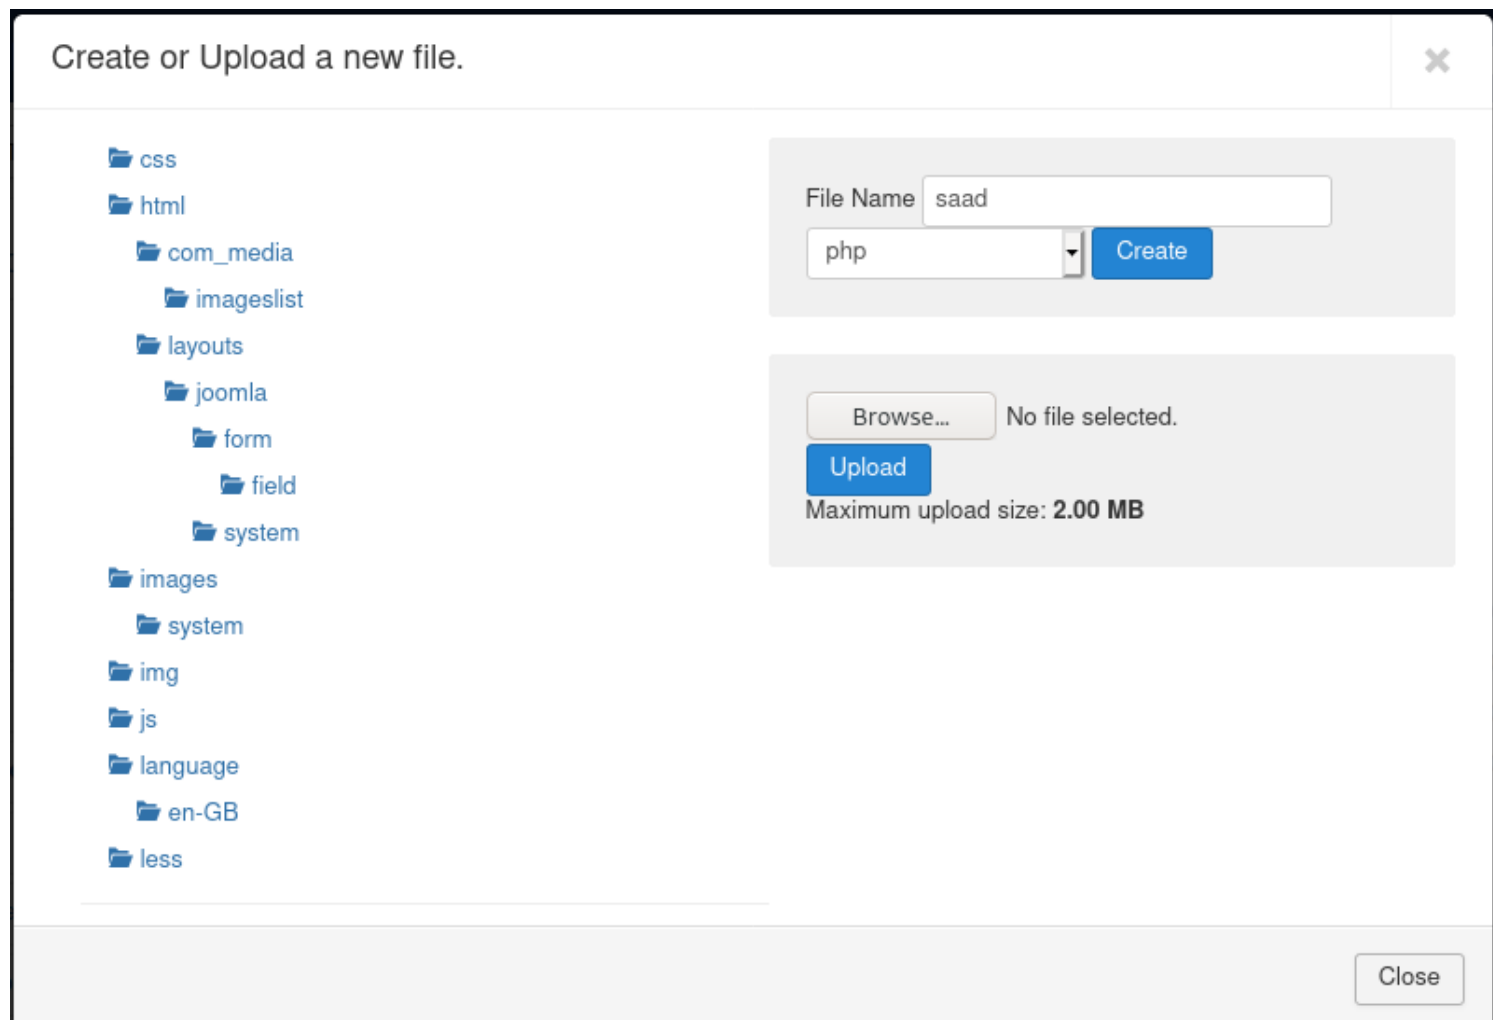 Create or Upload a new file.
css
html
com_media
imageslist
layouts
joomla
form
field
system
images
system
img
js
language
en-GB
less
File Name saad
php Create
Browse... No file selected.
Upload
Maximum upload size: 2.00 MB
Close